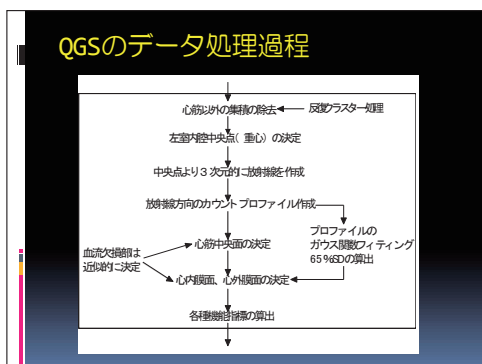 QGSのデータ処理過程
心筋以外の集積の除去
反復クラスター処理
左室内腔中央点(重心)の決定
中央点より3次元的に放射線を作成
放射線方向のカウントプロファイル作成
プロファイルの
ガウス関数フィティング
65%SDの算出
血流欠損部は
近似的に決定
心筋中央面の決定
心内膜面、心外膜面の決定
各種機能指標の算出